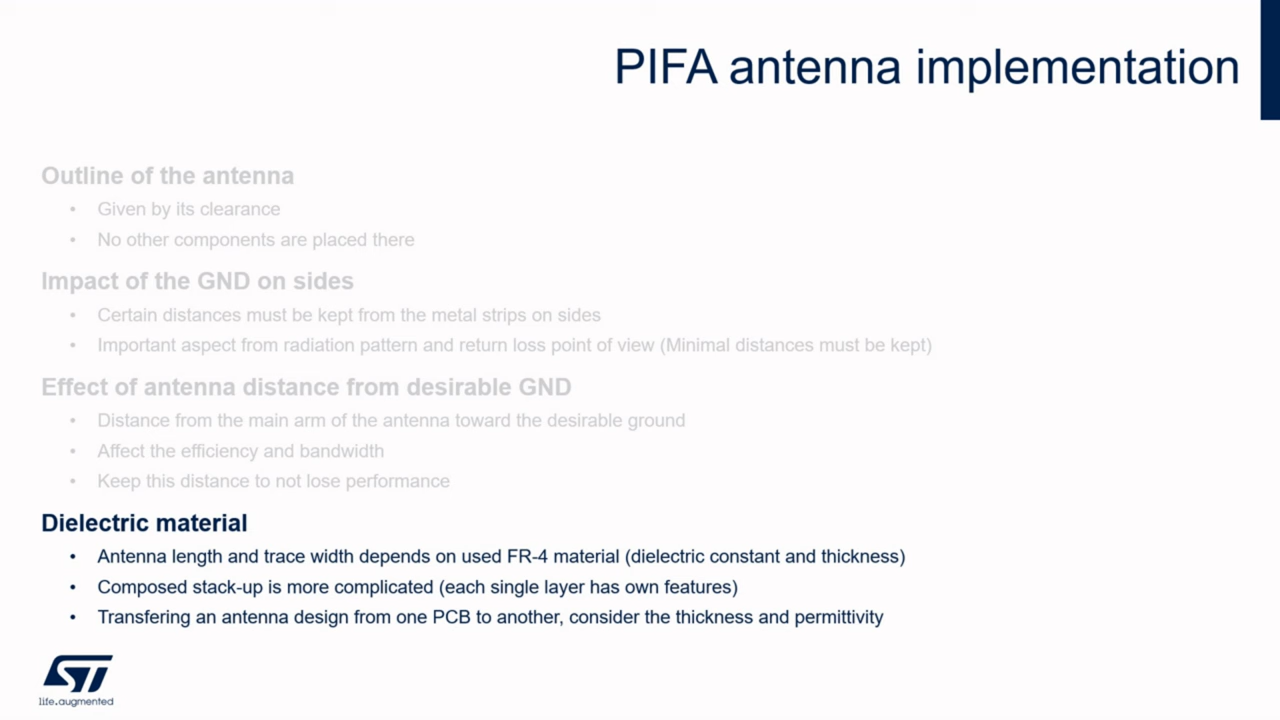 PIFA antenna implementation
Outline of the antenna
• Given by its clearance
• No other components are placed there
Impact of the GND on sides
• Certain distances must be kept from the metal strips on sides
• Important aspect from radiation pattern and return loss point of view (Minimal distances must be kept)
Effect of antenna distance from desirable GND
• Distance from the main arm of the antenna toward the desirable ground
• Affect the efficiency and bandwidth
• Keep this distance to not lose performance
Dielectric material
• Antenna length and trace width depends on used FR-4 material (dielectric constant and thickness)
• Composed stack-up is more complicated (each single layer has own features)
• Transfering an antenna design from one PCB to another, consider the thickness and permittivity
ST
life.augmented